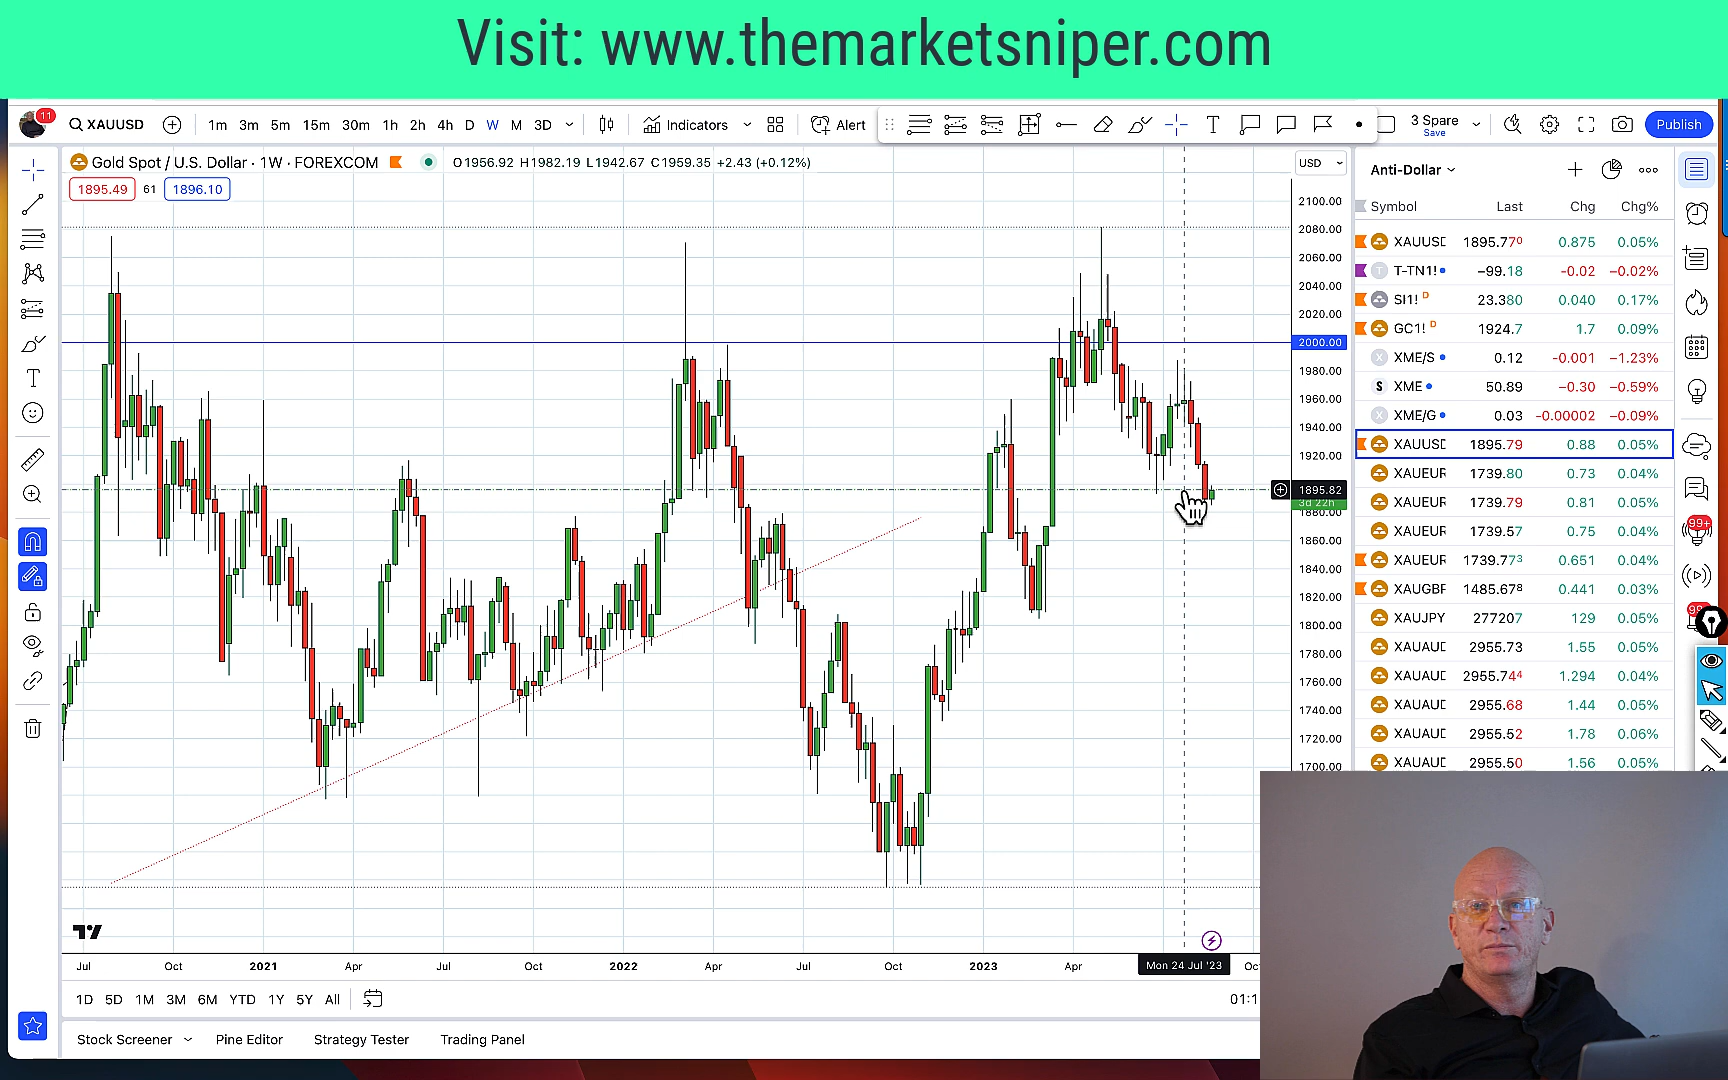 Visit: www.themarketsniper.com
11 XAUUSD 1m 3m 5m 15m 30m 1h 2h 4h D W M 3D Indicators Alert T 3 Spare Save Publish
Gold Spot / U.S. Dollar · 1W · FOREXCOM O1956.92 H1982.19 L1942.67 C1959.35 +2.43 (+0.12%)
1895.49 61 1896.10
USD
2100.00
2080.00
2060.00
2040.00
2020.00
2000.00
1980.00
1960.00
1940.00
1920.00
1895.82
3d 22h
1880.00
1860.00
1840.00
1820.00
1800.00
1780.00
1760.00
1740.00
1720.00
1700.00
Anti-Dollar
Symbol Last Chg Chg%
XAUUSD 1895.770 0.875 0.05%
T-TN1! −99.18 -0.02 −0.02%
SI1! D 23.380 0.040 0.17%
GC1! D 1924.7 1.7 0.09%
XME/S 0.12 -0.001 −1.23%
S XME 50.89 −0.30 −0.59%
XME/G 0.03 -0.00002 −0.09%
XAUUSD 1895.79 0.88 0.05%
XAUEUR 1739.80 0.73 0.04%
XAUEUR 1739.79 0.81 0.05%
XAUEUR 1739.57 0.75 0.04%
XAUEUR 1739.773 0.651 0.04%
XAUGBP 1485.678 0.441 0.03%
XAUJPY 277207 129 0.05%
XAUAUD 2955.73 1.55 0.05%
XAUAUD 2955.744 1.294 0.04%
XAUAUD 2955.68 1.44 0.05%
XAUAUD 2955.52 1.78 0.06%
XAUAUD 2955.50 1.56 0.05%
99+
Jul Oct 2021 Apr Jul Oct 2022 Apr Jul Oct 2023 Apr Mon 24 Jul '23
1D 5D 1M 3M 6M YTD 1Y 5Y All
Stock Screener Pine Editor Strategy Tester Trading Panel